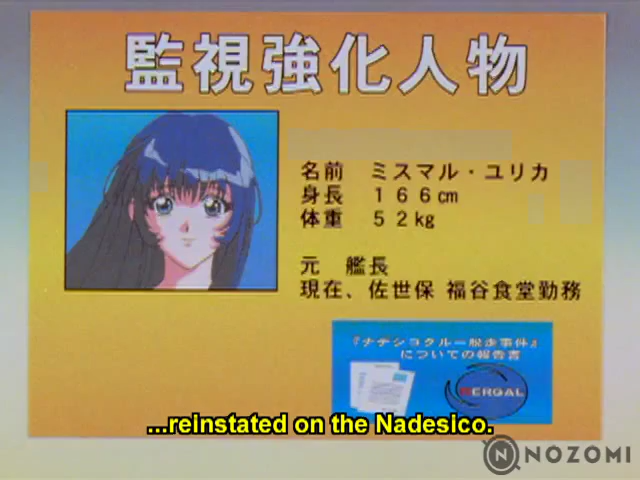 監視強化人物
名前　ミスマル・ユリカ
身長　１６６cm
体重　５２kg
元　艦長
現在、佐世保 福谷食堂勤務
『ナデシコクルー脱走事件』
についての報告書
NERGAL
...reinstated on the Nadesico.
NOZOMI